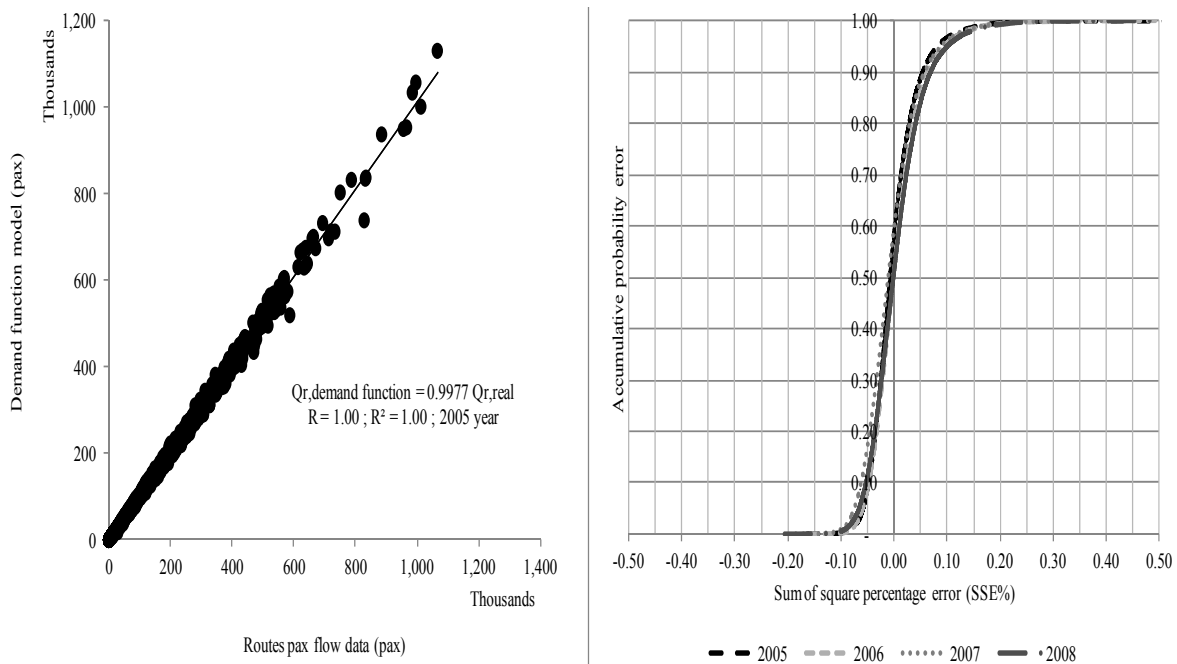 1,200
1,000
800
600
400
200
0
Thousands
Demand function model (pax)
Qr,demand function = 0.9977 Qr,real
R = 1.00 ; R² = 1.00 ; 2005 year
0 200 400 600 800 1,000 1,200 1,400
Thousands
Routes pax flow data (pax)
1.00
0.90
0.80
0.70
0.60
0.50
0.40
0.30
0.20
0.10
-
Accumulative probability error
-0.50 -0.40 -0.30 -0.20 -0.10 0.00 0.10 0.20 0.30 0.40 0.50
Sum of square percentage error (SSE%)
2005 2006 2007 2008